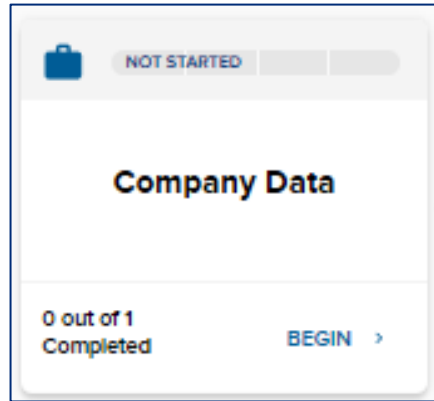 NOT STARTED
Company Data
0 out of 1
Completed
BEGIN >